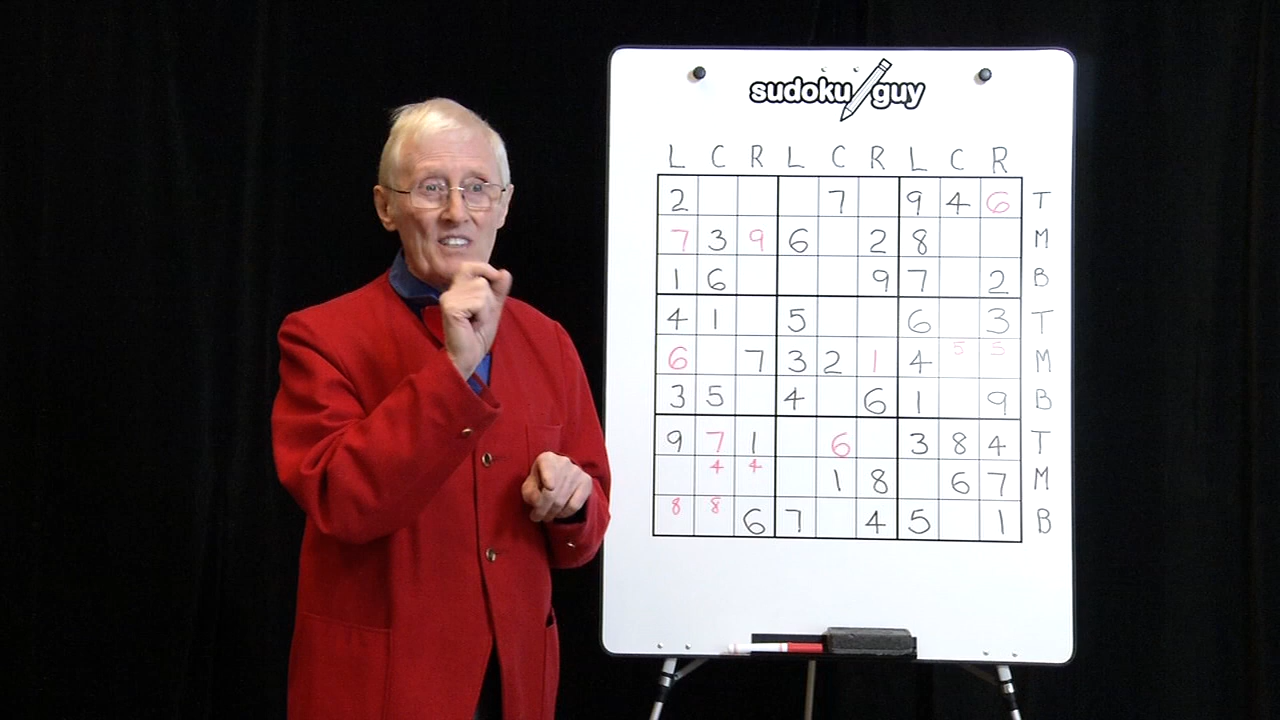 sudoku guy
L C R L C R L C R
2 7 9 4 6 T
7 3 9 6 2 8 M
1 6 9 7 2 B
4 1 5 6 3 T
6 7 3 2 1 4 5 5 M
3 5 4 6 1 9 B
9 7 1 6 3 8 4 T
4 4 1 8 6 7 M
8 8 6 7 4 5 1 B